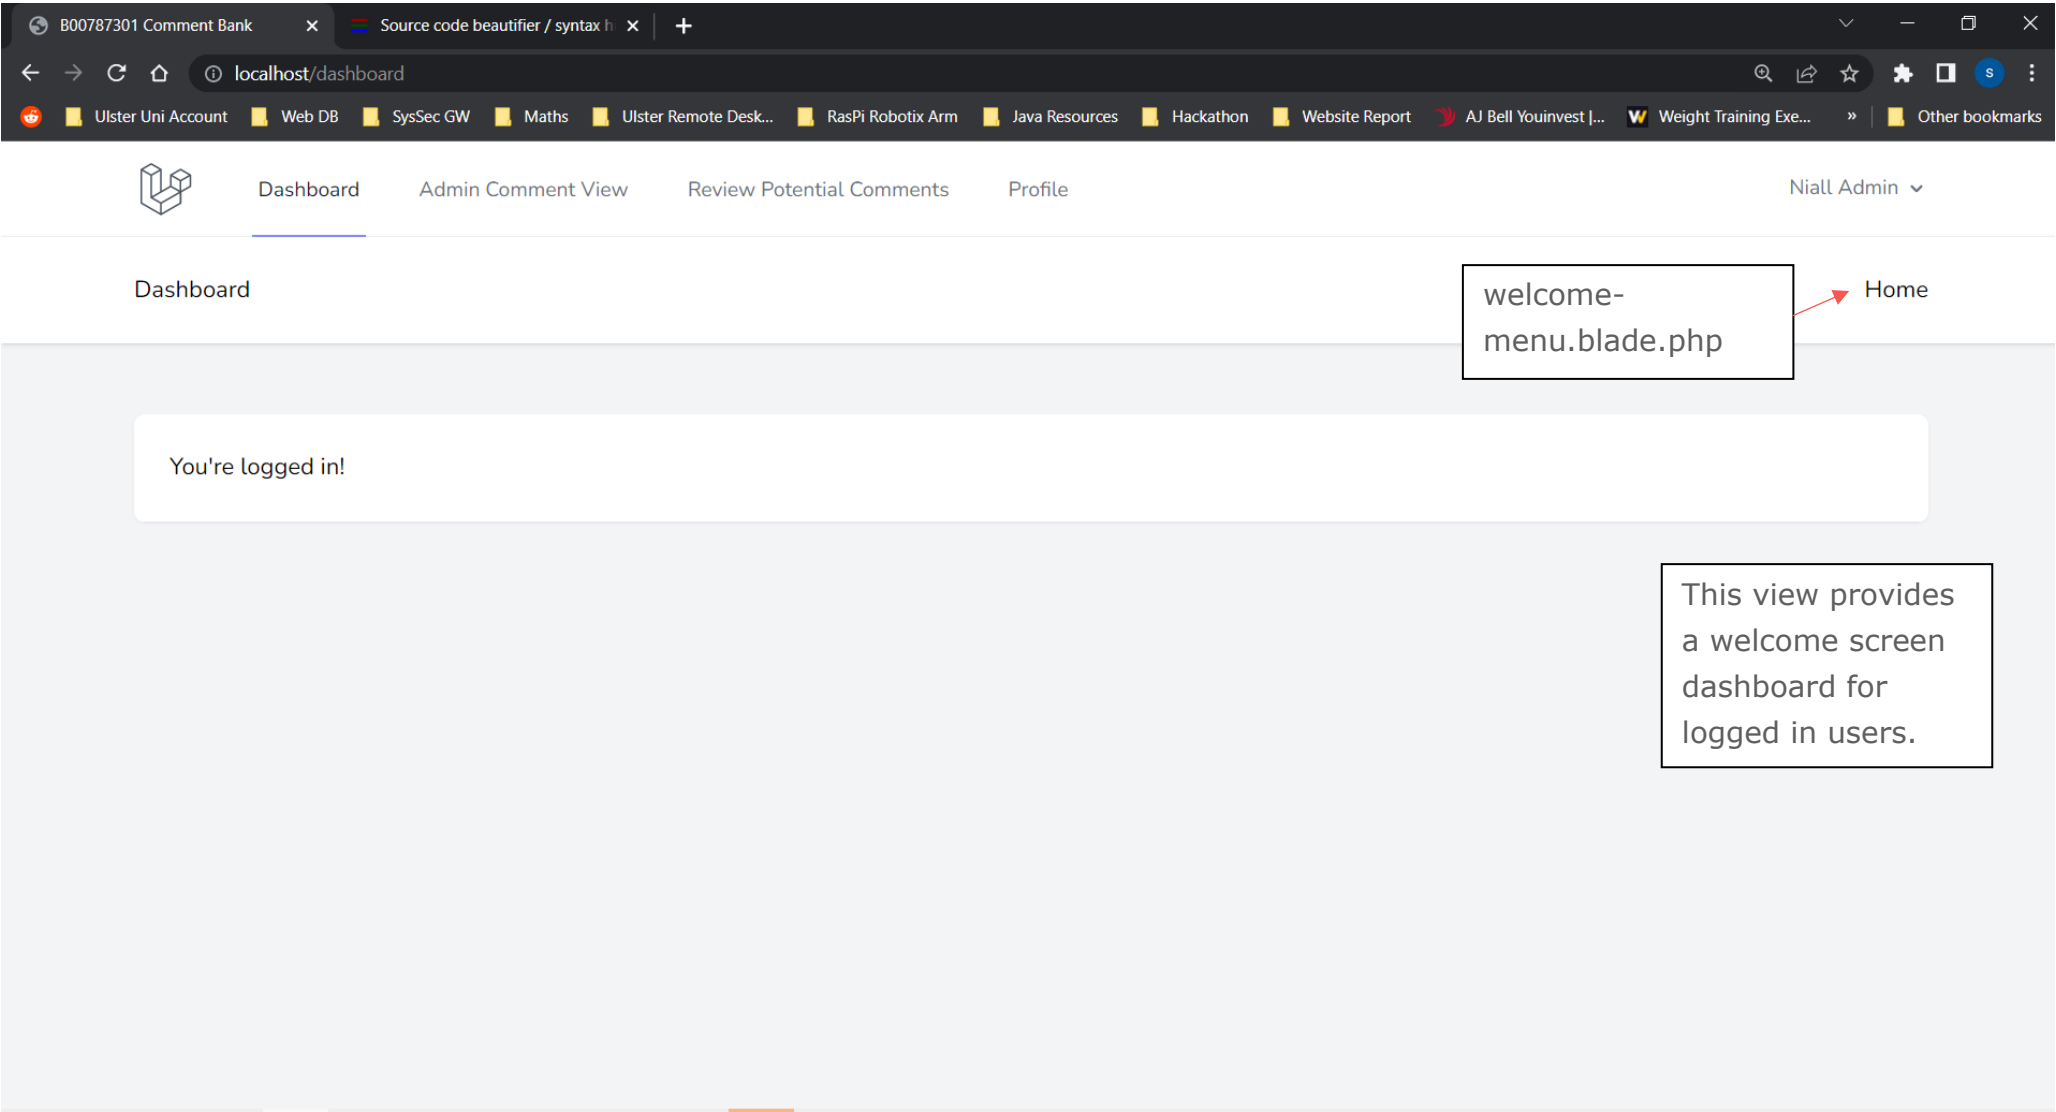 B00787301 Comment Bank
Source code beautifier / syntax h
localhost/dashboard
S
Ulster Uni Account
Web DB
SysSec GW
Maths
Ulster Remote Desk...
RasPi Robotix Arm
Java Resources
Hackathon
Website Report
AJ Bell Youinvest |...
W
Weight Training Exe...
»
Other bookmarks
Dashboard
Admin Comment View
Review Potential Comments
Profile
Niall Admin
Dashboard
welcome-
menu.blade.php
Home
You're logged in!
This view provides
a welcome screen
dashboard for
logged in users.